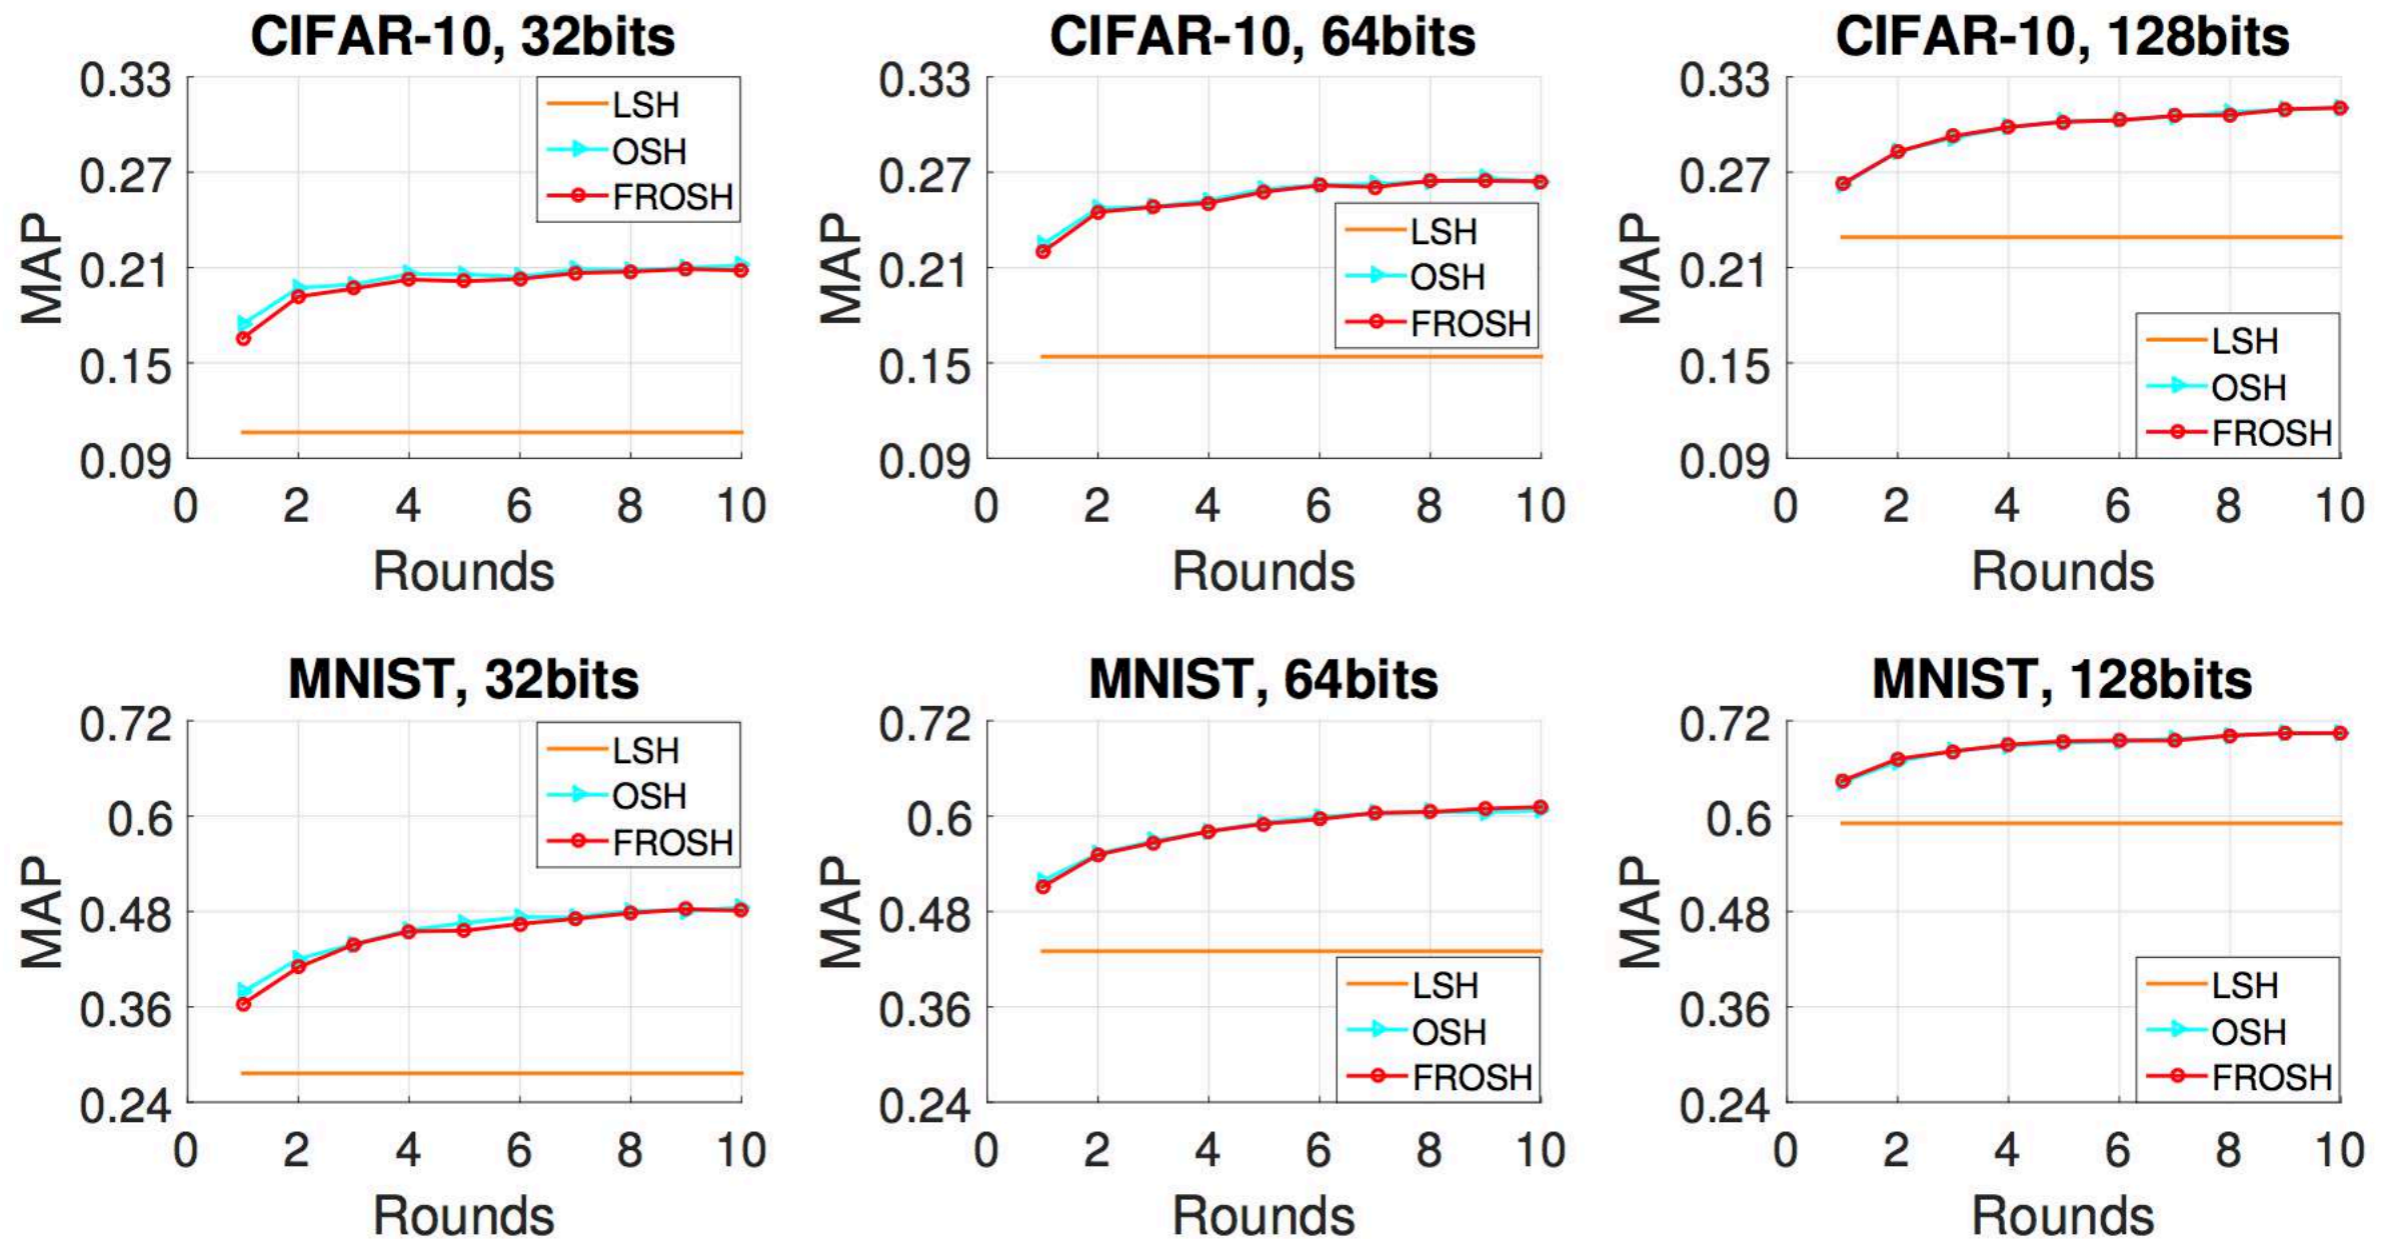 CIFAR-10, 32bits
0.33
0.27
0.21
0.15
0.09
MAP
LSH
OSH
FROSH
0 2 4 6 8 10
Rounds
CIFAR-10, 64bits
0.33
0.27
0.21
0.15
0.09
MAP
LSH
OSH
FROSH
0 2 4 6 8 10
Rounds
CIFAR-10, 128bits
0.33
0.27
0.21
0.15
0.09
MAP
LSH
OSH
FROSH
0 2 4 6 8 10
Rounds
MNIST, 32bits
0.72
0.6
0.48
0.36
0.24
MAP
LSH
OSH
FROSH
0 2 4 6 8 10
Rounds
MNIST, 64bits
0.72
0.6
0.48
0.36
0.24
MAP
LSH
OSH
FROSH
0 2 4 6 8 10
Rounds
MNIST, 128bits
0.72
0.6
0.48
0.36
0.24
MAP
LSH
OSH
FROSH
0 2 4 6 8 10
Rounds